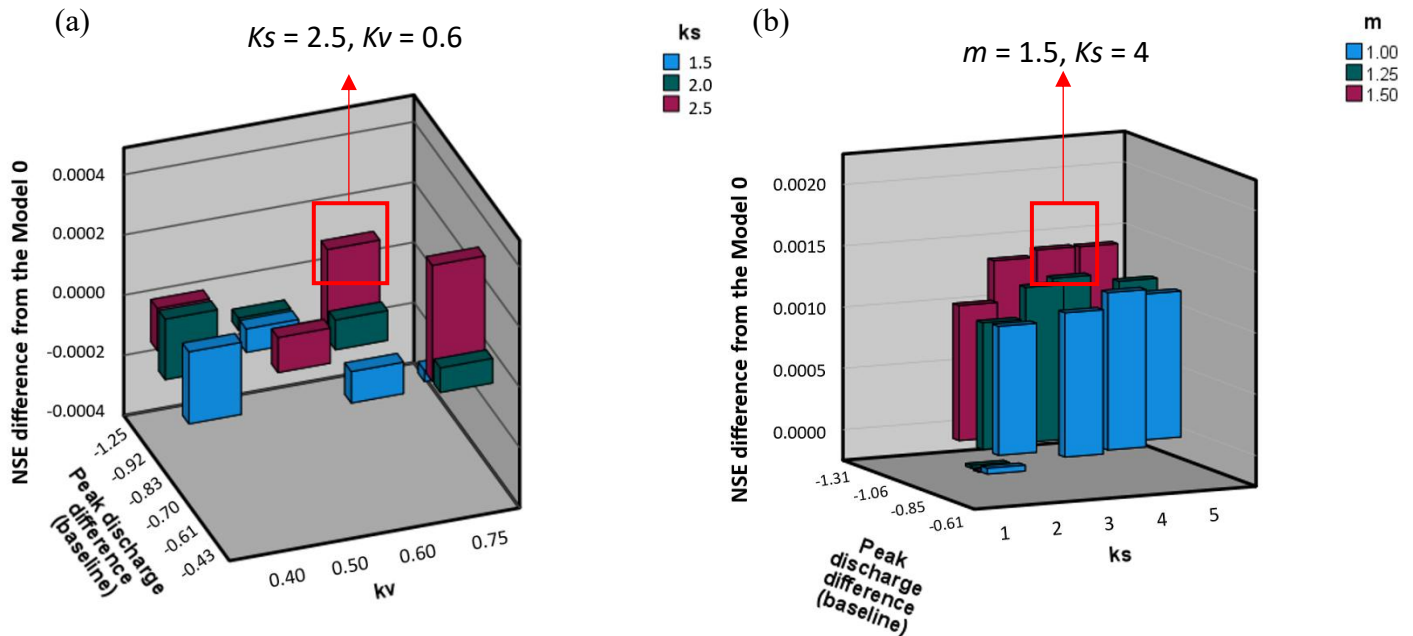 (a)
Ks = 2.5, Kv = 0.6
ks
1.5
2.0
2.5
NSE difference from the Model 0
0.0004
0.0002
0.0000
-0.0002
-0.0004
-1.25
-0.92
-0.83
-0.70
-0.61
-0.43
Peak discharge
difference
(baseline)
0.40
0.50
0.60
0.75
kv
(b)
m = 1.5, Ks = 4
m
1.00
1.25
1.50
NSE difference from the Model 0
0.0020
0.0015
0.0010
0.0005
0.0000
-1.31
-1.06
-0.85
-0.61
Peak
discharge
difference
(baseline)
1
2
3
4
5
ks